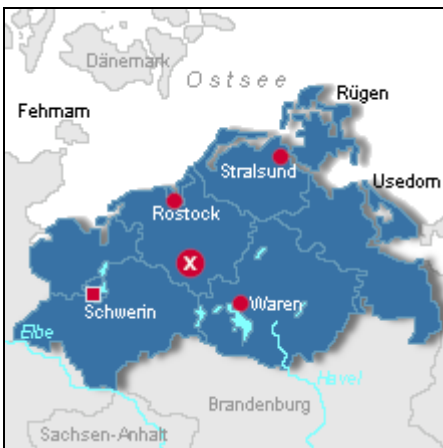 Dänemark
Ostsee
Rügen
Fehmarn
Stralsund
Usedom
Rostock
X
Waren
Schwerin
Elbe
Havel
Brandenburg
Sachsen-Anhalt